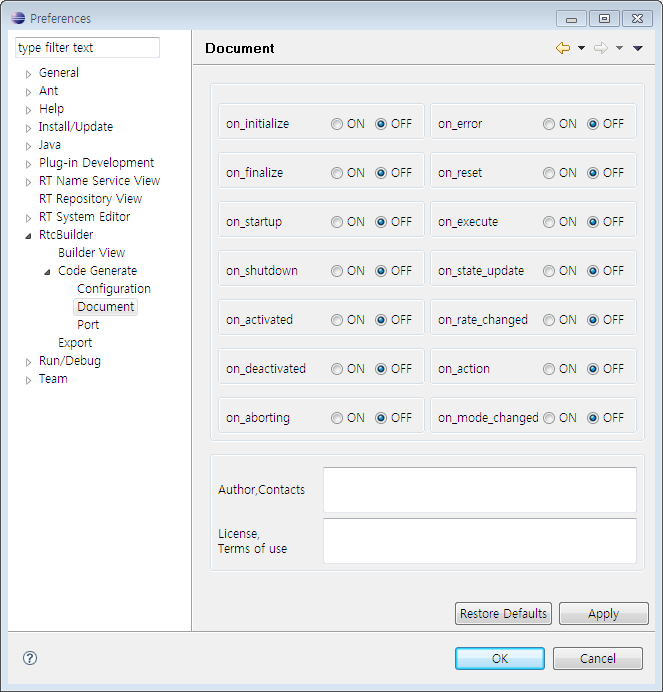 Preferences
type filter text
General
Ant
Help
Install/Update
Java
Plug-in Development
RT Name Service View
RT Repository View
RT System Editor
RtcBuilder
Builder View
Code Generate
Configuration
Document
Port
Export
Run/Debug
Team
Document
on_initialize ON OFF on_error ON OFF
on_finalize ON OFF on_reset ON OFF
on_startup ON OFF on_execute ON OFF
on_shutdown ON OFF on_state_update ON OFF
on_activated ON OFF on_rate_changed ON OFF
on_deactivated ON OFF on_action ON OFF
on_aborting ON OFF on_mode_changed ON OFF
Author,Contacts
License,
Terms of use
Restore Defaults Apply
? OK Cancel